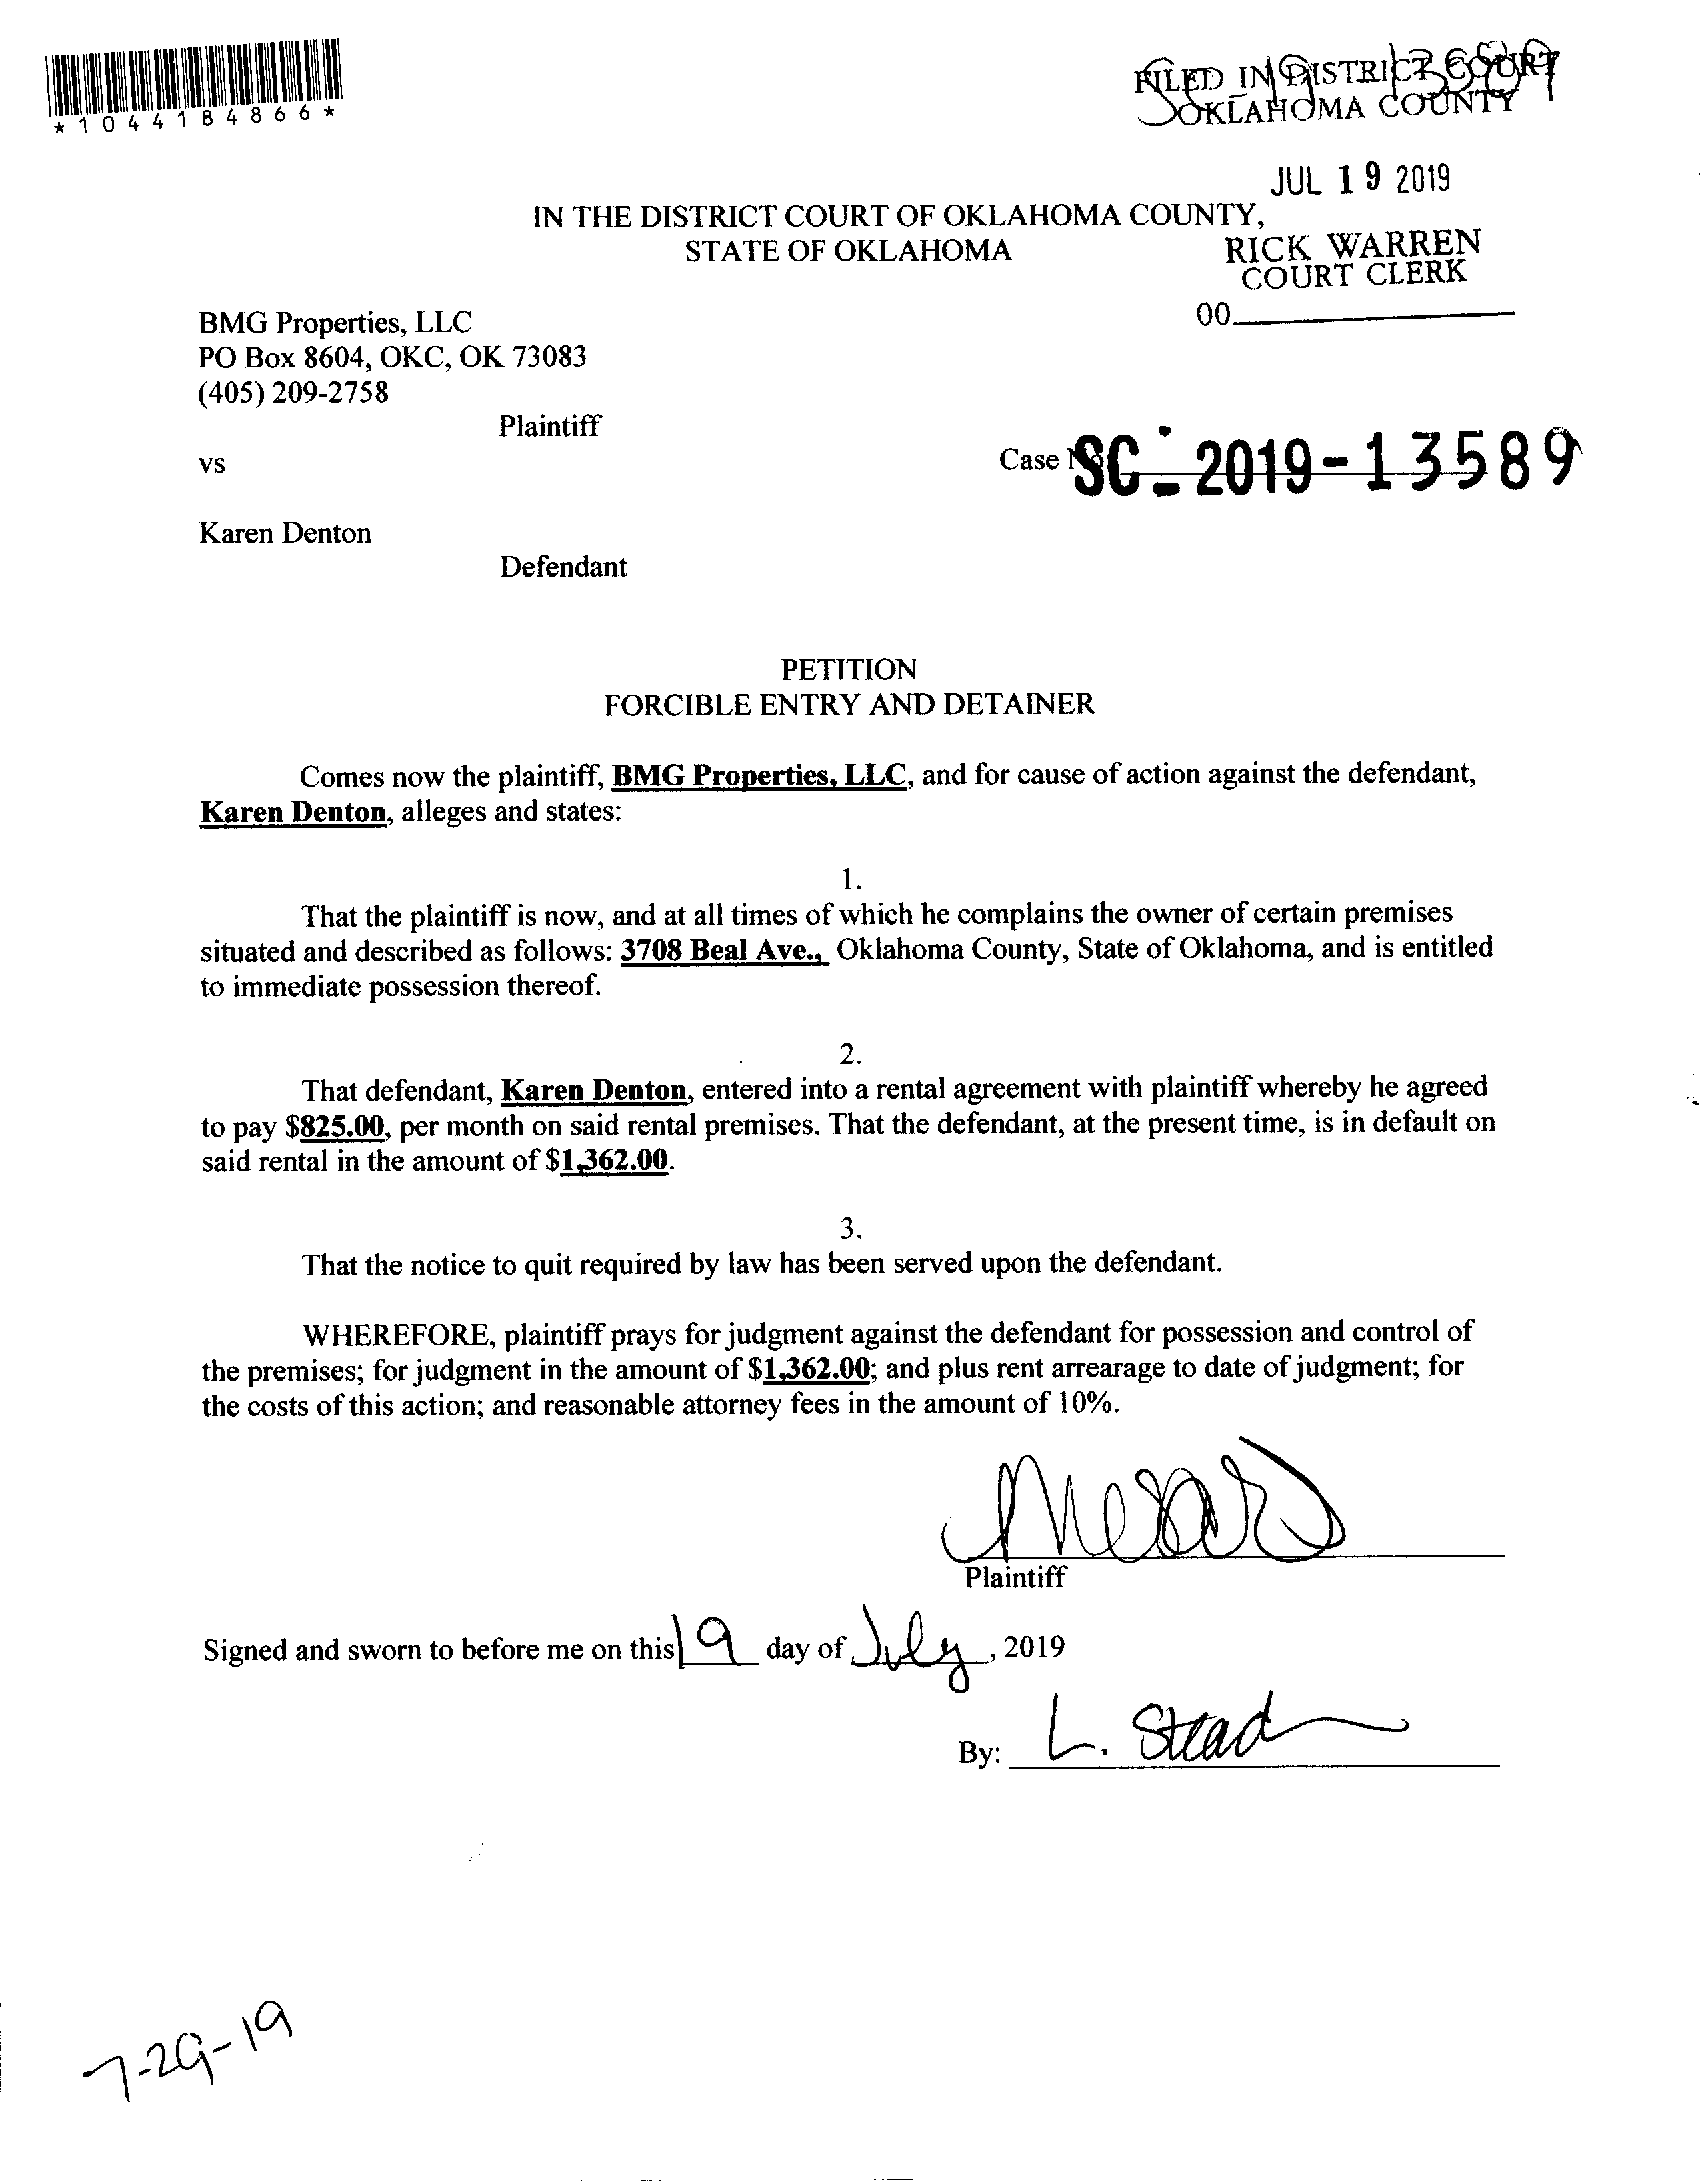 *1044184866*
SC 19 13589
FILED IN DISTRICT COURT
OKLAHOMA COUNTY
JUL 19 2019
RICK WARREN
COURT CLERK
00
IN THE DISTRICT COURT OF OKLAHOMA COUNTY,
STATE OF OKLAHOMA
BMG Properties, LLC
PO Box 8604, OKC, OK 73083
(405) 209-2758
Plaintiff
vs
Case No. SC - 2019-13589
Karen Denton
Defendant
PETITION
FORCIBLE ENTRY AND DETAINER
Comes now the plaintiff, BMG Properties, LLC, and for cause of action against the defendant,
Karen Denton, alleges and states:
1.
That the plaintiff is now, and at all times of which he complains the owner of certain premises
situated and described as follows: 3708 Beal Ave., Oklahoma County, State of Oklahoma, and is entitled
to immediate possession thereof.
2.
That defendant, Karen Denton, entered into a rental agreement with plaintiff whereby he agreed
to pay $825.00, per month on said rental premises. That the defendant, at the present time, is in default on
said rental in the amount of $1,362.00.
3.
That the notice to quit required by law has been served upon the defendant.
WHEREFORE, plaintiff prays for judgment against the defendant for possession and control of
the premises; for judgment in the amount of $1,362.00; and plus rent arrearage to date of judgment; for
the costs of this action; and reasonable attorney fees in the amount of 10%.
Plaintiff
Signed and sworn to before me on this 19 day of July, 2019
By: L. Stead
7-29-19